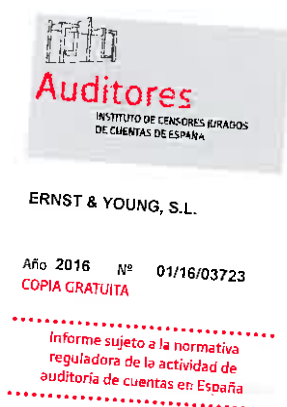 Auditores
INSTITUTO DE CENSORES JURADOS
DE CUENTAS DE ESPAÑA
ERNST & YOUNG, S.L.
Año 2016 Nº 01/16/03723
COPIA GRATUITA
Informe sujeto a la normativa
reguladora de la actividad de
auditoría de cuentas en España